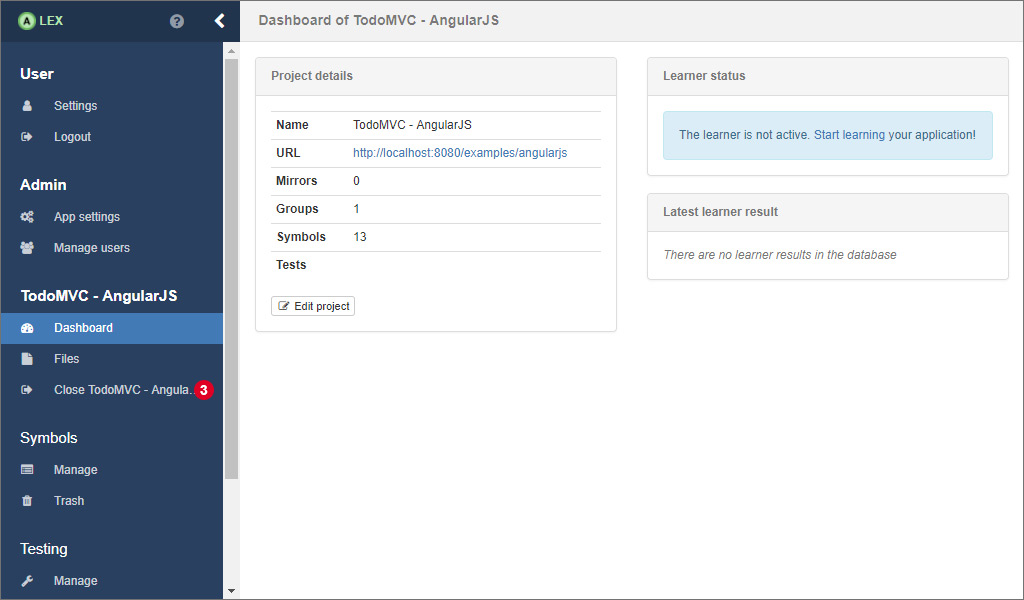 A LEX ?
User
Settings
Logout
Admin
App settings
Manage users
TodoMVC - AngularJS
Dashboard
Files
Close TodoMVC - Angula... 3
Symbols
Manage
Trash
Testing
Manage
Dashboard of TodoMVC - AngularJS
Project details
Name TodoMVC - AngularJS
URL http://localhost:8080/examples/angularjs
Mirrors 0
Groups 1
Symbols 13
Tests
Edit project
Learner status
The learner is not active. Start learning your application!
Latest learner result
There are no learner results in the database